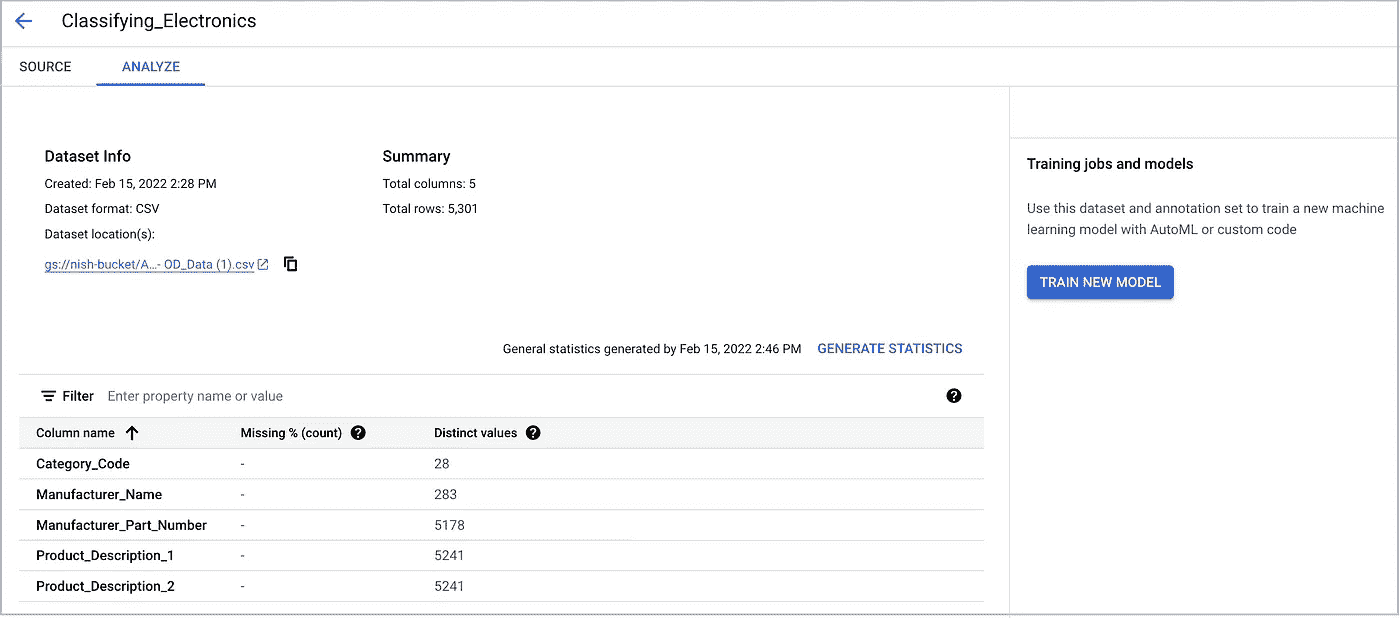 Classifying_Electronics
SOURCE
ANALYZE
Dataset Info
Created: Feb 15, 2022 2:28 PM
Dataset format: CSV
Dataset location(s):
gs://nish-bucket/A...- OD_Data (1).csv
Summary
Total columns: 5
Total rows: 5,301
General statistics generated by Feb 15, 2022 2:46 PM GENERATE STATISTICS
Filter Enter property name or value
Column name Missing % (count) Distinct values
Category_Code - 28
Manufacturer_Name - 283
Manufacturer_Part_Number - 5178
Product_Description_1 - 5241
Product_Description_2 - 5241
Training jobs and models
Use this dataset and annotation set to train a new machine
learning model with AutoML or custom code
TRAIN NEW MODEL